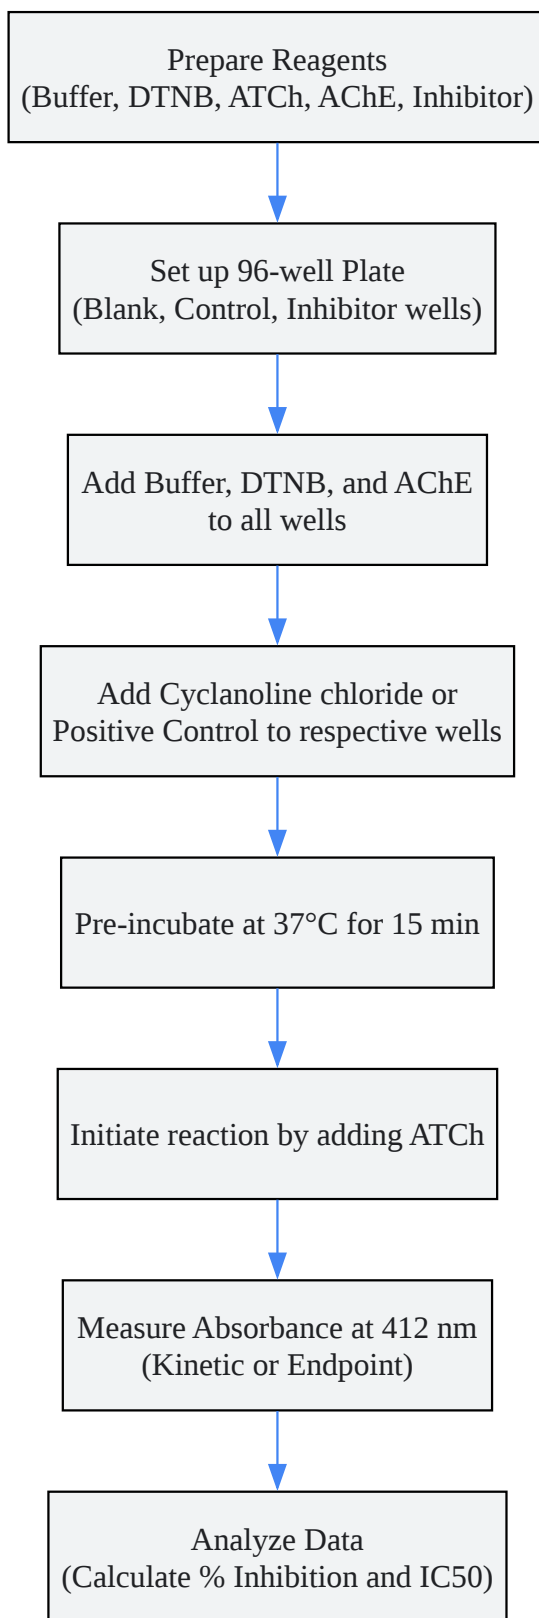 Prepare Reagents
(Buffer, DTNB, ATCh, AChE, Inhibitor)
Set up 96-well Plate
(Blank, Control, Inhibitor wells)
Add Buffer, DTNB, and AChE
to all wells
Add Cyclanoline chloride or
Positive Control to respective wells
Pre-incubate at 37°C for 15 min
Initiate reaction by adding ATCh
Measure Absorbance at 412 nm
(Kinetic or Endpoint)
Analyze Data
(Calculate % Inhibition and IC50)